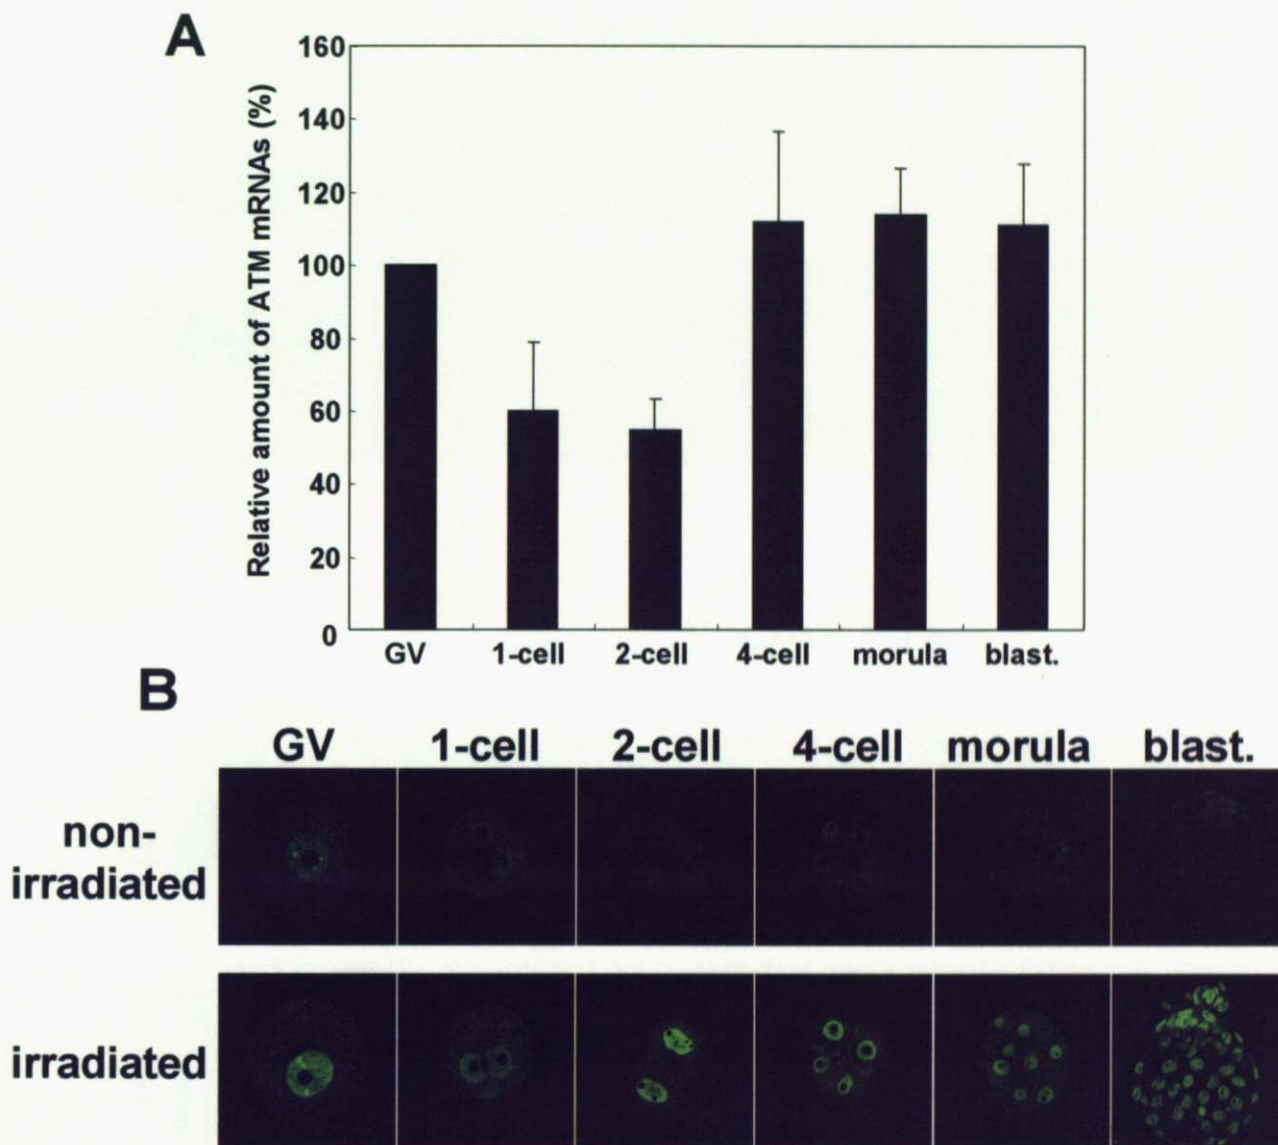 A
Relative amount of ATM mRNAs (%)
160
140
120
100
80
60
40
20
0
GV 1-cell 2-cell 4-cell morula blast.
B
GV 1-cell 2-cell 4-cell morula blast.
non-
irradiated
irradiated